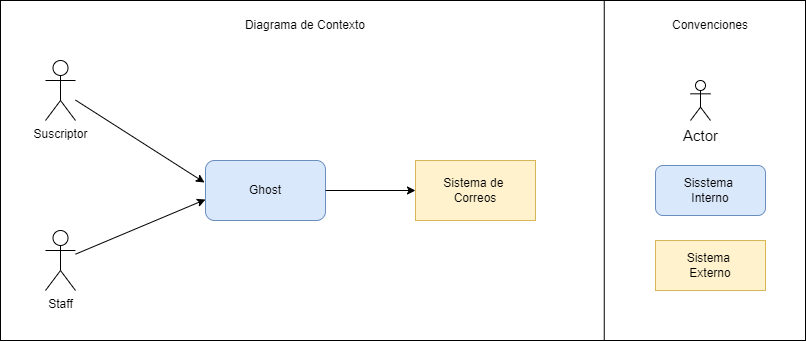 Diagrama de Contexto
Convenciones
Suscriptor
Ghost
Sistema de
Correos
Staff
Actor
Sisstema
Interno
Sistema
Externo